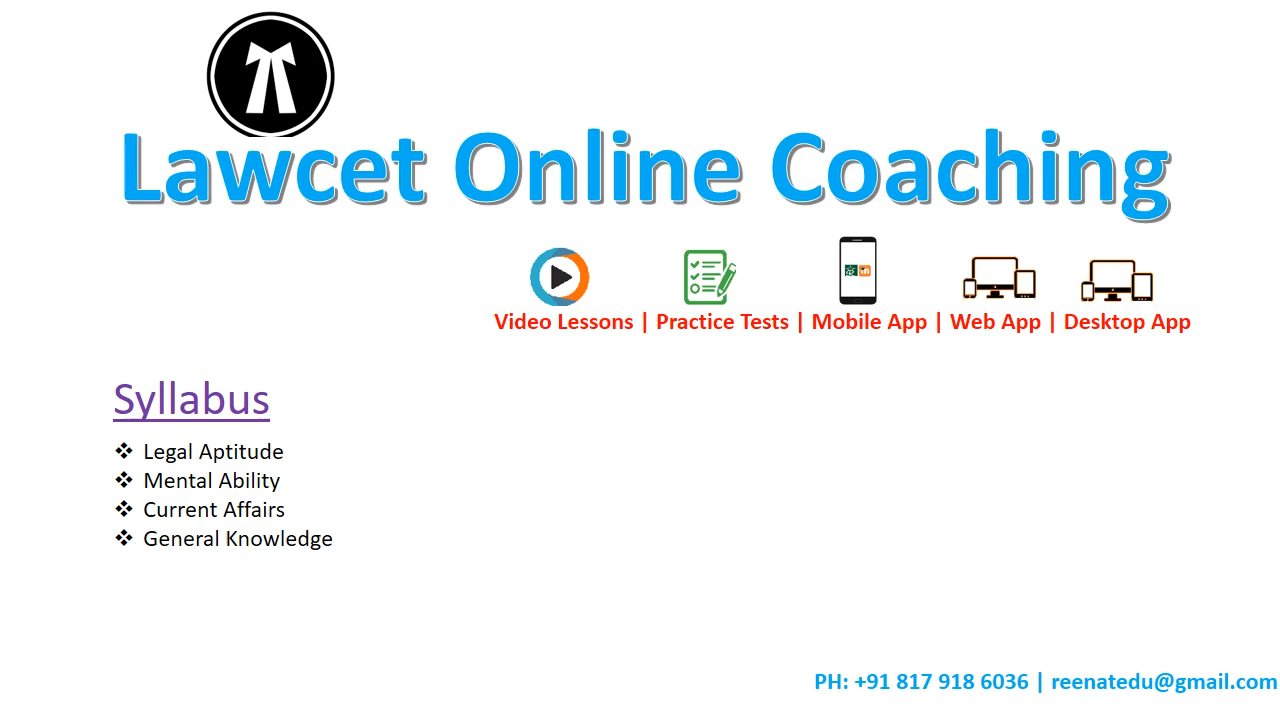 Lawcet Online Coaching
Video Lessons | Practice Tests | Mobile App | Web App | Desktop App
Syllabus
❖ Legal Aptitude
❖ Mental Ability
❖ Current Affairs
❖ General Knowledge
PH: +91 817 918 6036 | reenatedu@gmail.com